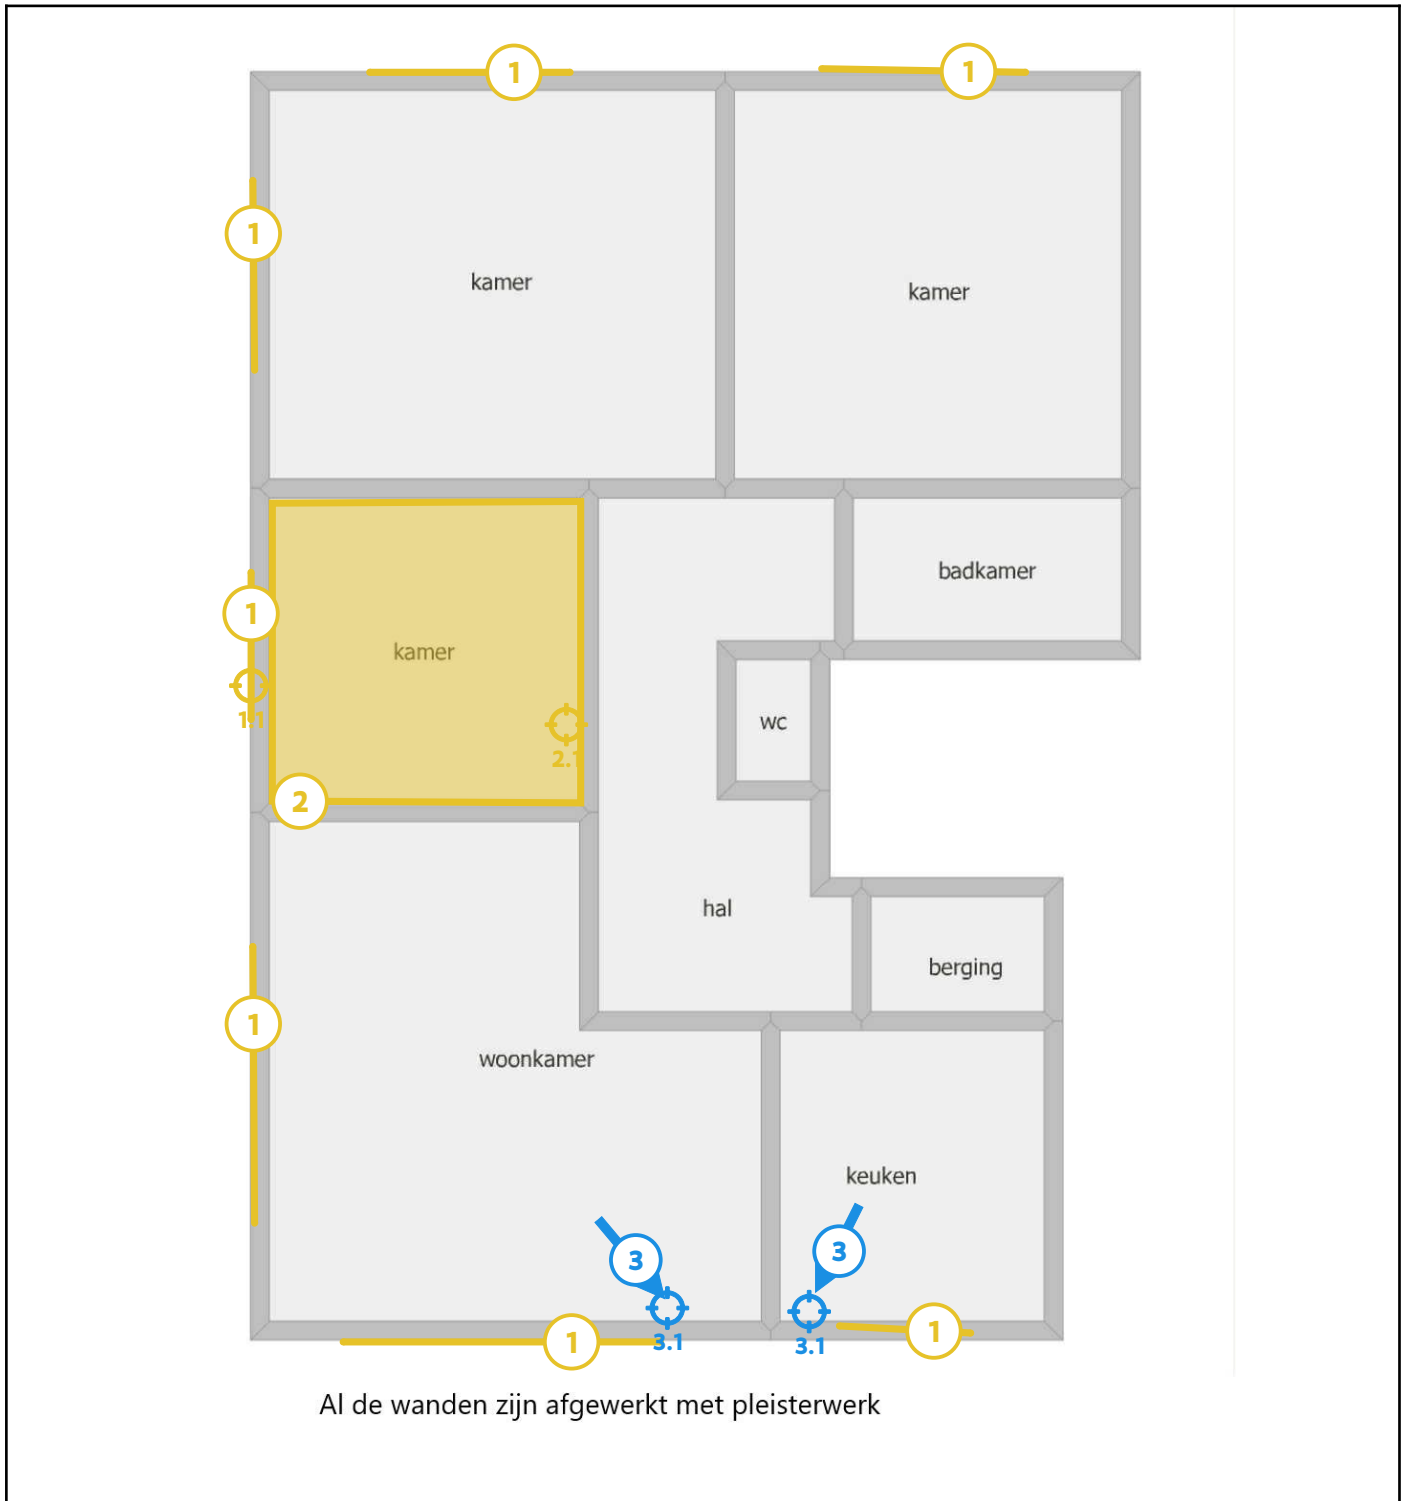 1
1
1
kamer
kamer
badkamer
1
kamer
1.1
2.1
wc
2
hal
berging
1
woonkamer
keuken
3
3
3.1
3.1
1
1
Al de wanden zijn afgewerkt met pleisterwerk